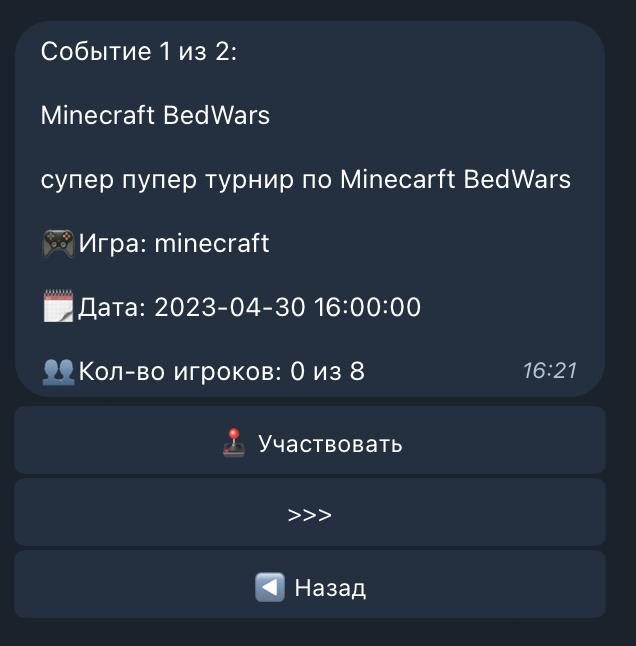 Событие 1 из 2:
Minecraft BedWars
супер пупер турнир по Minecarft BedWars
🎮Игра: minecraft
🗓Дата: 2023-04-30 16:00:00
👥Кол-во игроков: 0 из 8
16:21
🕹 Участвовать
>>>
◀️ Назад